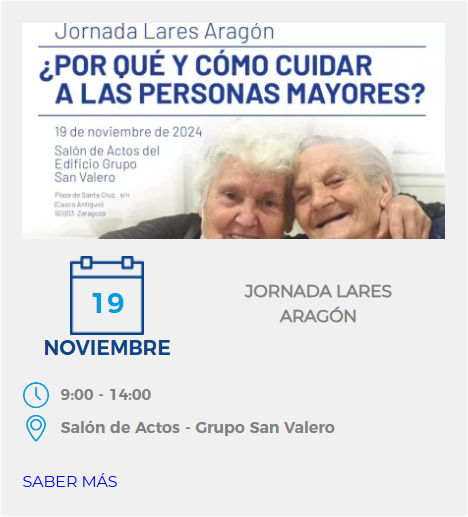 Jornada Lares Aragón
¿POR QUÉ Y CÓMO CUIDAR
A LAS PERSONAS MAYORES?
19 de noviembre de 2024
Salón de Actos del
Edificio Grupo
San Valero
Plaza de Santa Cruz, s/n
(Casco Antiguo)
50003 Zaragoza
19
NOVIEMBRE
JORNADA LARES
ARAGÓN
9:00 - 14:00
Salón de Actos - Grupo San Valero
SABER MÁS